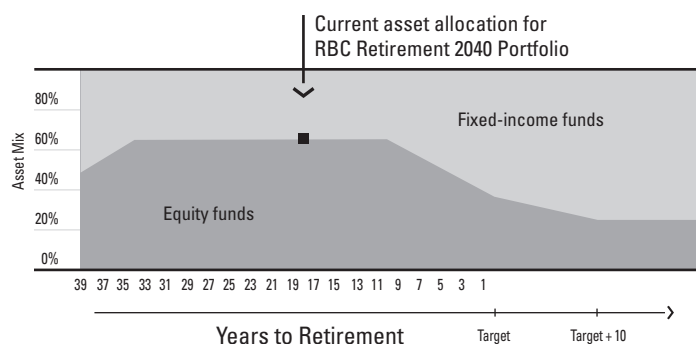 Current asset allocation for
RBC Retirement 2040 Portfolio
80%
60%
40%
20%
0%
Asset Mix
Fixed-income funds
Equity funds
39 37 35 33 31 29 27 25 23 21 19 17 15 13 11 9 7 5 3 1
Years to Retirement
Target
Target + 10